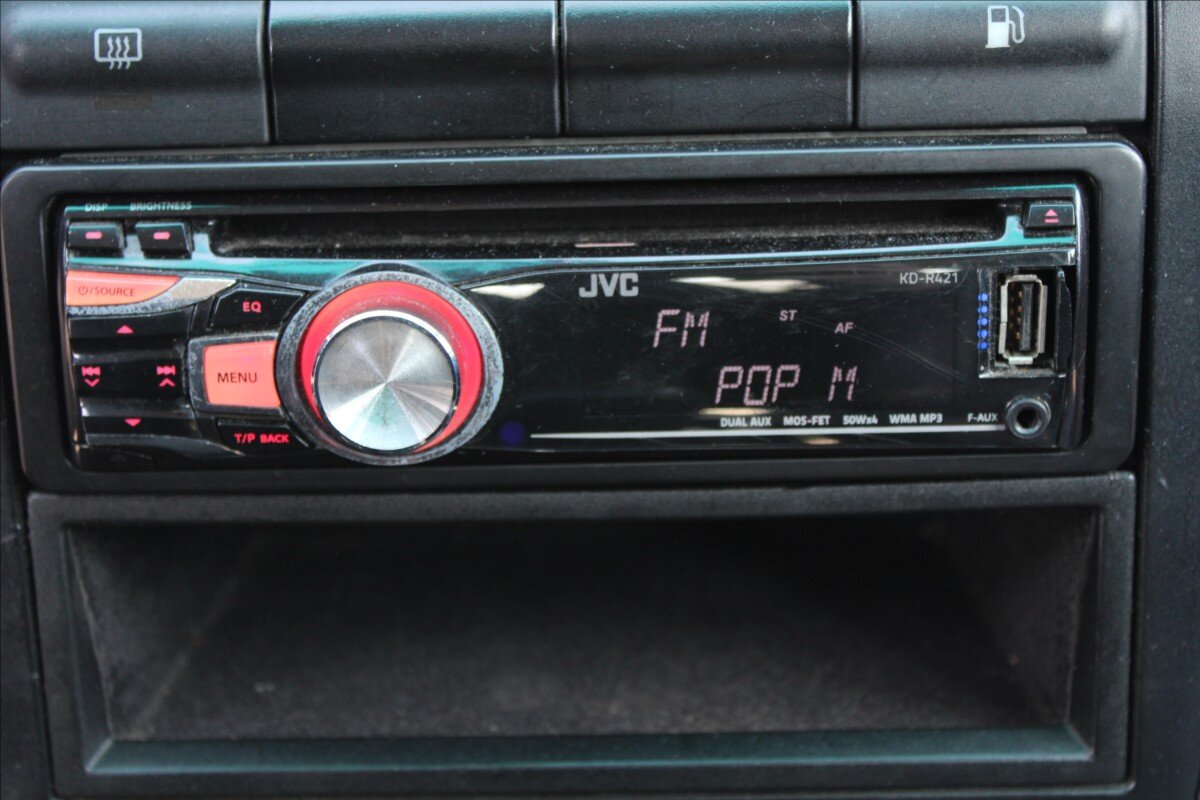 DISP BRIGHTNESS
⏻/SOURCE
EQ
MENU
T/P BACK
JVC
KD-R421
FM ST AF
POP M
DUAL AUX MOS-FET 50Wx4 WMA MP3 F-AUX